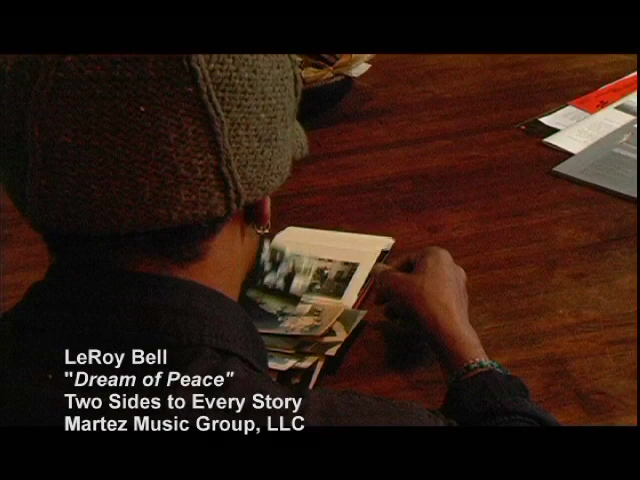 LeRoy Bell
"Dream of Peace"
Two Sides to Every Story
Martez Music Group, LLC